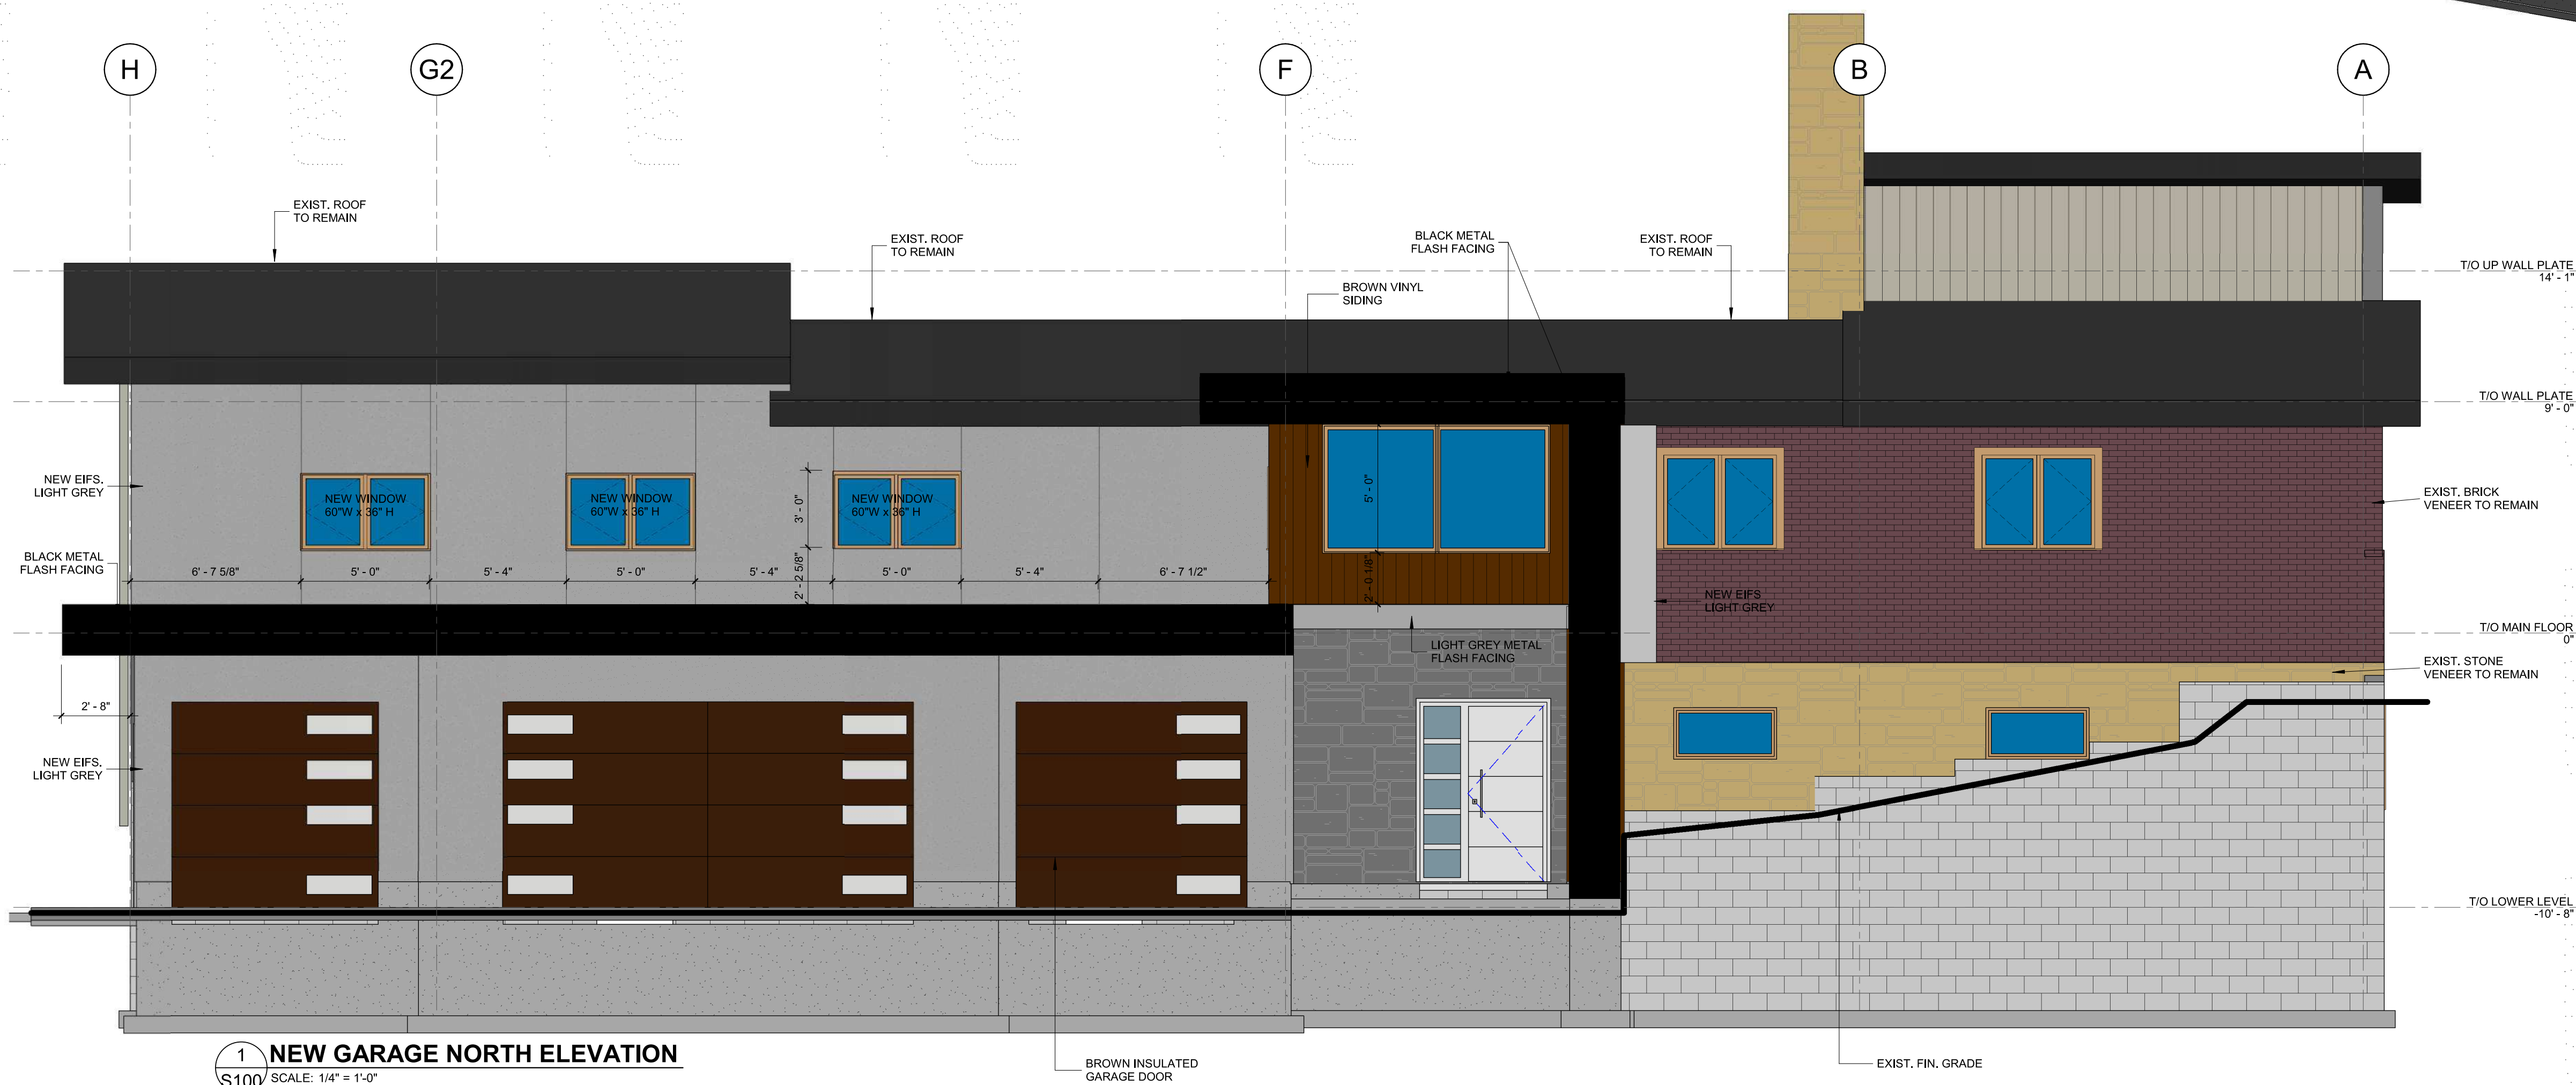 H
G2
F
B
A
EXIST. ROOF
TO REMAIN
EXIST. ROOF
TO REMAIN
BLACK METAL
FLASH FACING
EXIST. ROOF
TO REMAIN
BROWN VINYL
SIDING
T/O UP WALL PLATE
14' - 1"
T/O WALL PLATE
9' - 0"
NEW EIFS.
LIGHT GREY
NEW WINDOW
60"W x 36" H
NEW WINDOW
60"W x 36" H
3' - 0"
NEW WINDOW
60"W x 36" H
5' - 0"
EXIST. BRICK
VENEER TO REMAIN
BLACK METAL
FLASH FACING
6' - 7 5/8"
5' - 0"
5' - 4"
5' - 0"
5' - 4"
2' - 2 5/8"
5' - 0"
5' - 4"
6' - 7 1/2"
2' - 0 1/8"
NEW EIFS
LIGHT GREY
T/O MAIN FLOOR
0"
LIGHT GREY METAL
FLASH FACING
EXIST. STONE
VENEER TO REMAIN
2' - 8"
NEW EIFS.
LIGHT GREY
T/O LOWER LEVEL
-10' - 8"
1
S100
NEW GARAGE NORTH ELEVATION
SCALE: 1/4" = 1'-0"
BROWN INSULATED
GARAGE DOOR
EXIST. FIN. GRADE